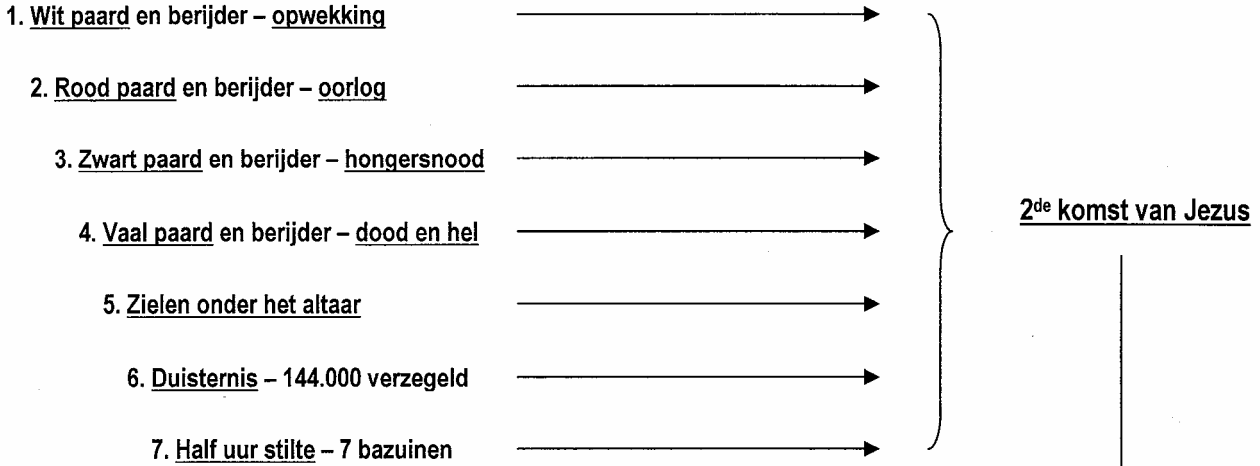 1. Wit paard en berijder – opwekking
2. Rood paard en berijder – oorlog
3. Zwart paard en berijder – hongersnood
4. Vaal paard en berijder – dood en hel
5. Zielen onder het altaar
6. Duisternis – 144.000 verzegeld
7. Half uur stilte – 7 bazuinen
2de komst van Jezus